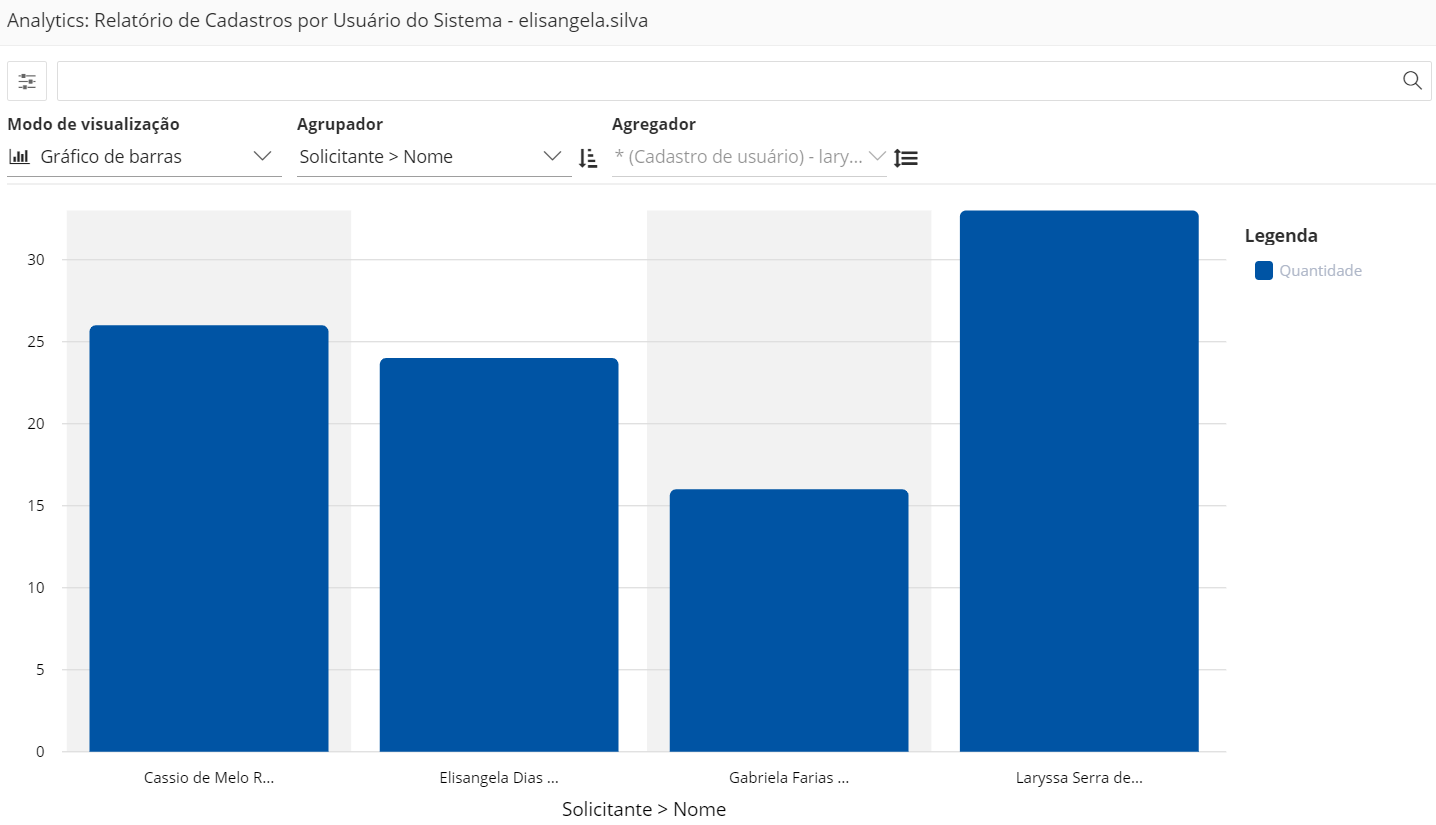 Analytics: Relatório de Cadastros por Usuário do Sistema - elisangela.silva
Modo de visualização
Agrupador
Agregador
Gráfico de barras
Solicitante > Nome
* (Cadastro de usuário) - lary...
Legenda
Quantidade
30
25
20
15
10
5
0
Cassio de Melo R...
Elisangela Dias ...
Gabriela Farias ...
Laryssa Serra de...
Solicitante > Nome